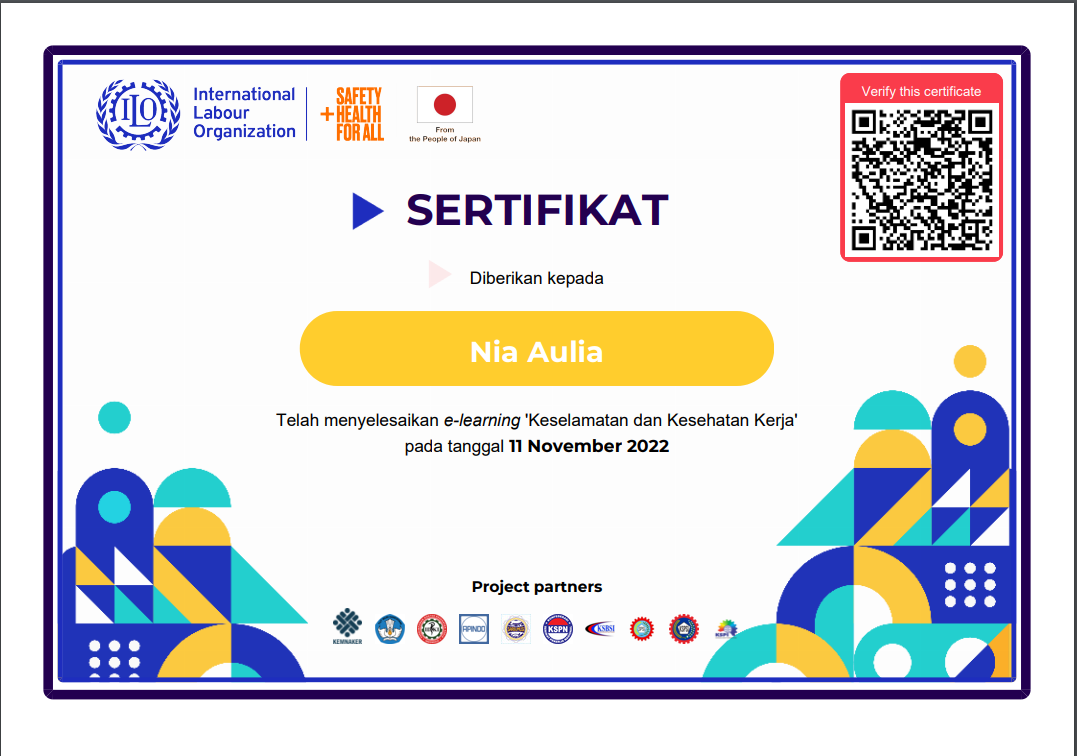 ILO
International
Labour
Organization
SAFETY
+HEALTH
FOR ALL
From
the People of Japan
Verify this certificate
SERTIFIKAT
Diberikan kepada
Nia Aulia
Telah menyelesaikan e-learning 'Keselamatan dan Kesehatan Kerja'
pada tanggal 11 November 2022
Project partners
KEMNAKER
APINDO
KSPN
KSBSI